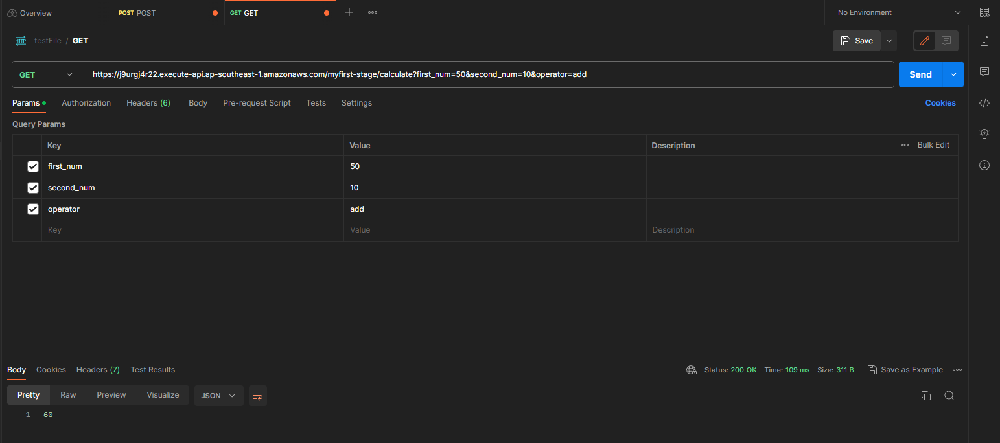 Overview POST POST GET GET No Environment
HTTP testFile / GET Save
GET https://j9urgj4r22.execute-api.ap-southeast-1.amazonaws.com/myfirst-stage/calculate?first_num=50&second_num=10&operator=add Send
Params Authorization Headers (6) Body Pre-request Script Tests Settings Cookies
Query Params
Key Value Description Bulk Edit
first_num 50
second_num 10
operator add
Key Value Description
Body Cookies Headers (7) Test Results Status: 200 OK Time: 109 ms Size: 311 B Save as Example
Pretty Raw Preview Visualize JSON
1 60